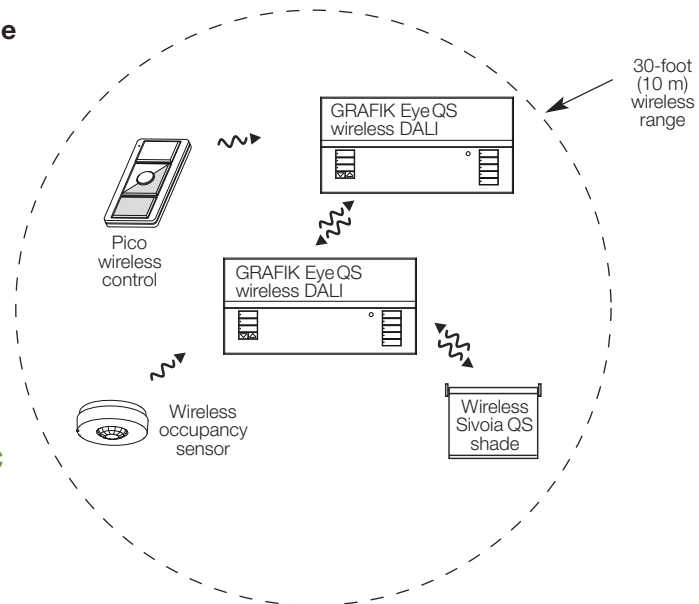 e
30-foot
(10 m)
wireless
range
GRAFIK Eye QS
wireless DALI
Pico
wireless
control
GRAFIK Eye QS
wireless DALI
Wireless
occupancy
sensor
Wireless
Sivoia QS
shade